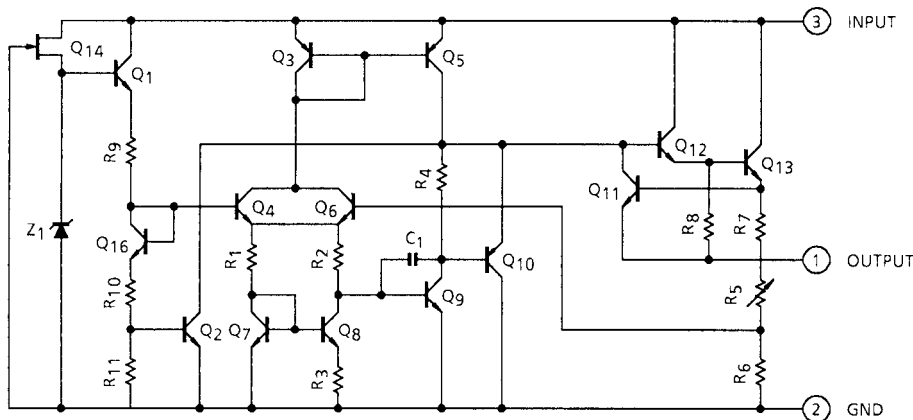 3 INPUT
Q14
Q1
Q3
Q5
R9
Q12
Q13
R4
Q11
Q4
Q6
R8
R7
Z1
Q16
R1
R2
C1
Q10
1 OUTPUT
R10
Q9
R5
Q2
Q7
Q8
R11
R3
R6
2 GND